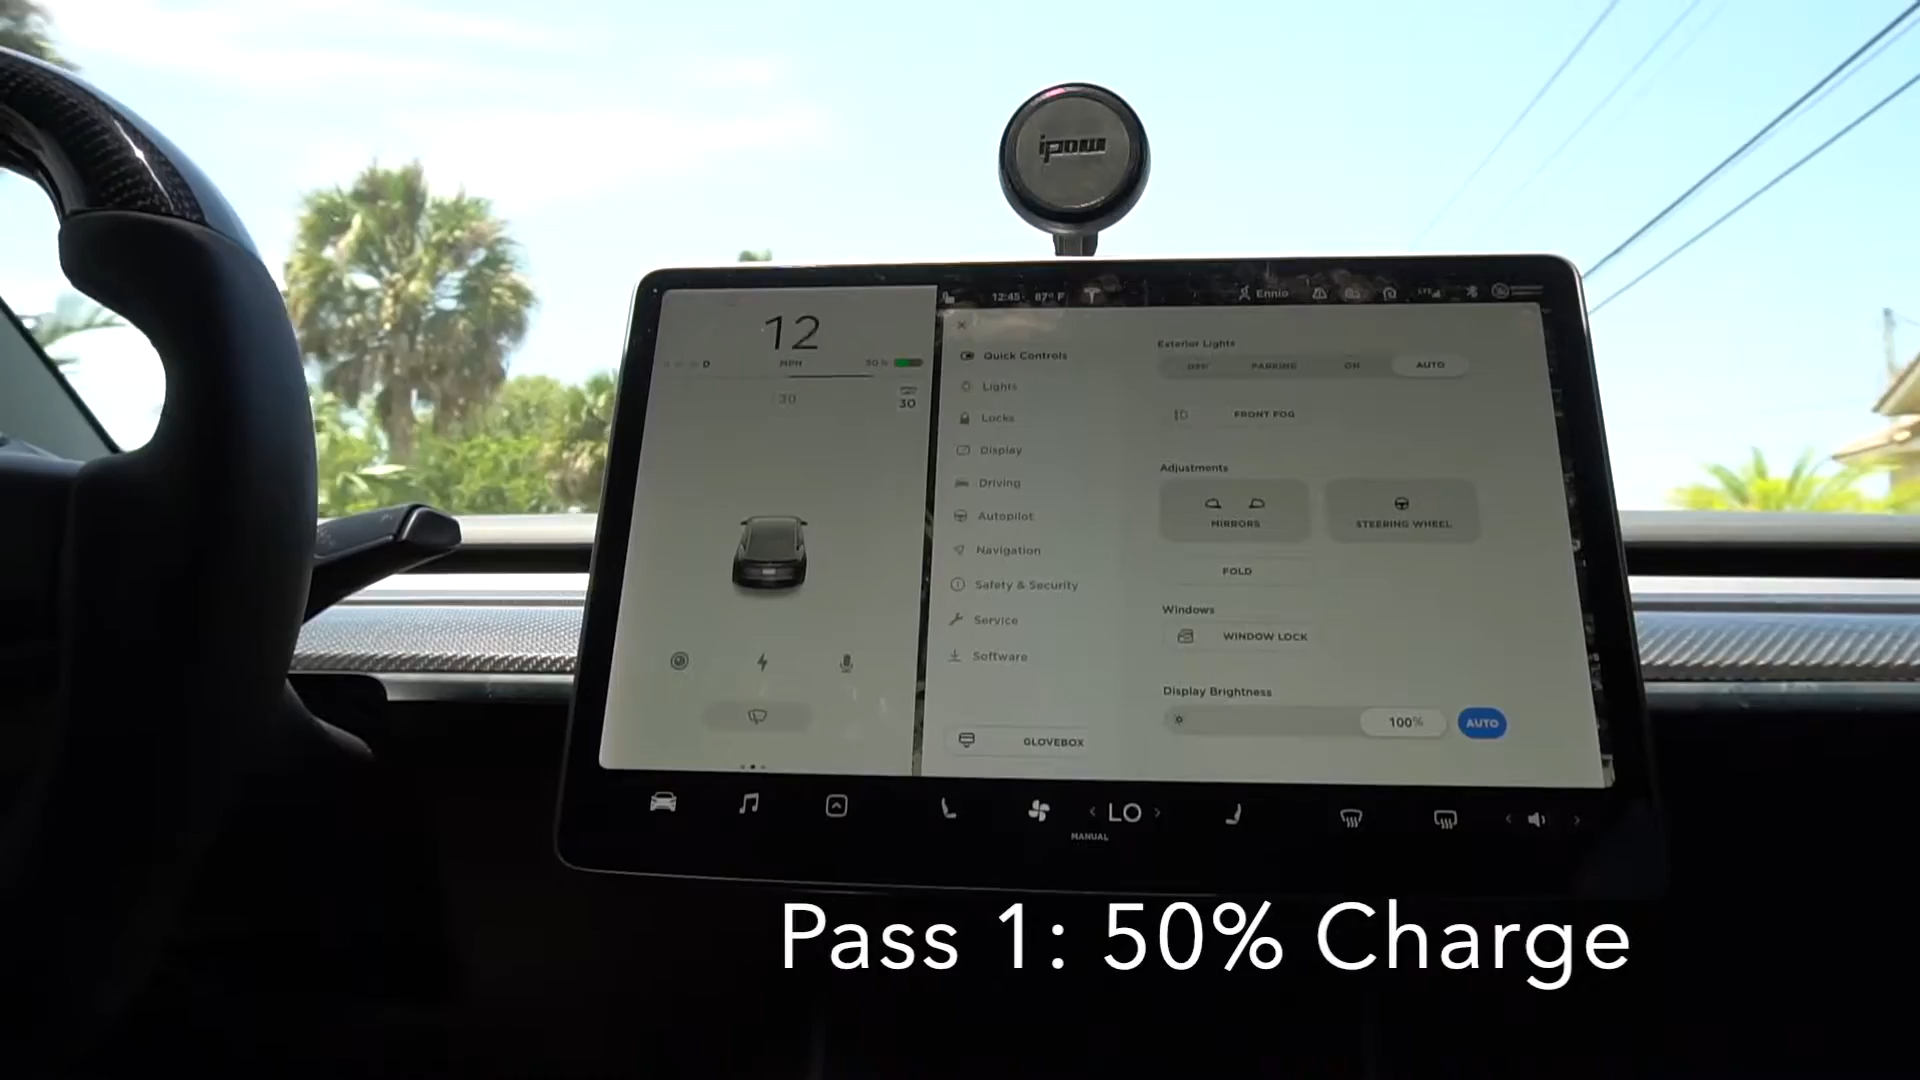 ipow
12:45 87° F
Ennio
LTE
12
D
MPH
50 %
30
30
Quick Controls
Lights
Locks
Display
Driving
Autopilot
Navigation
Safety & Security
Service
Software
GLOVEBOX
Exterior Lights
OFF PARKING ON AUTO
FRONT FOG
Adjustments
MIRRORS STEERING WHEEL
FOLD
Windows
WINDOW LOCK
Display Brightness
100% AUTO
< LO >
MANUAL
Pass 1: 50% Charge